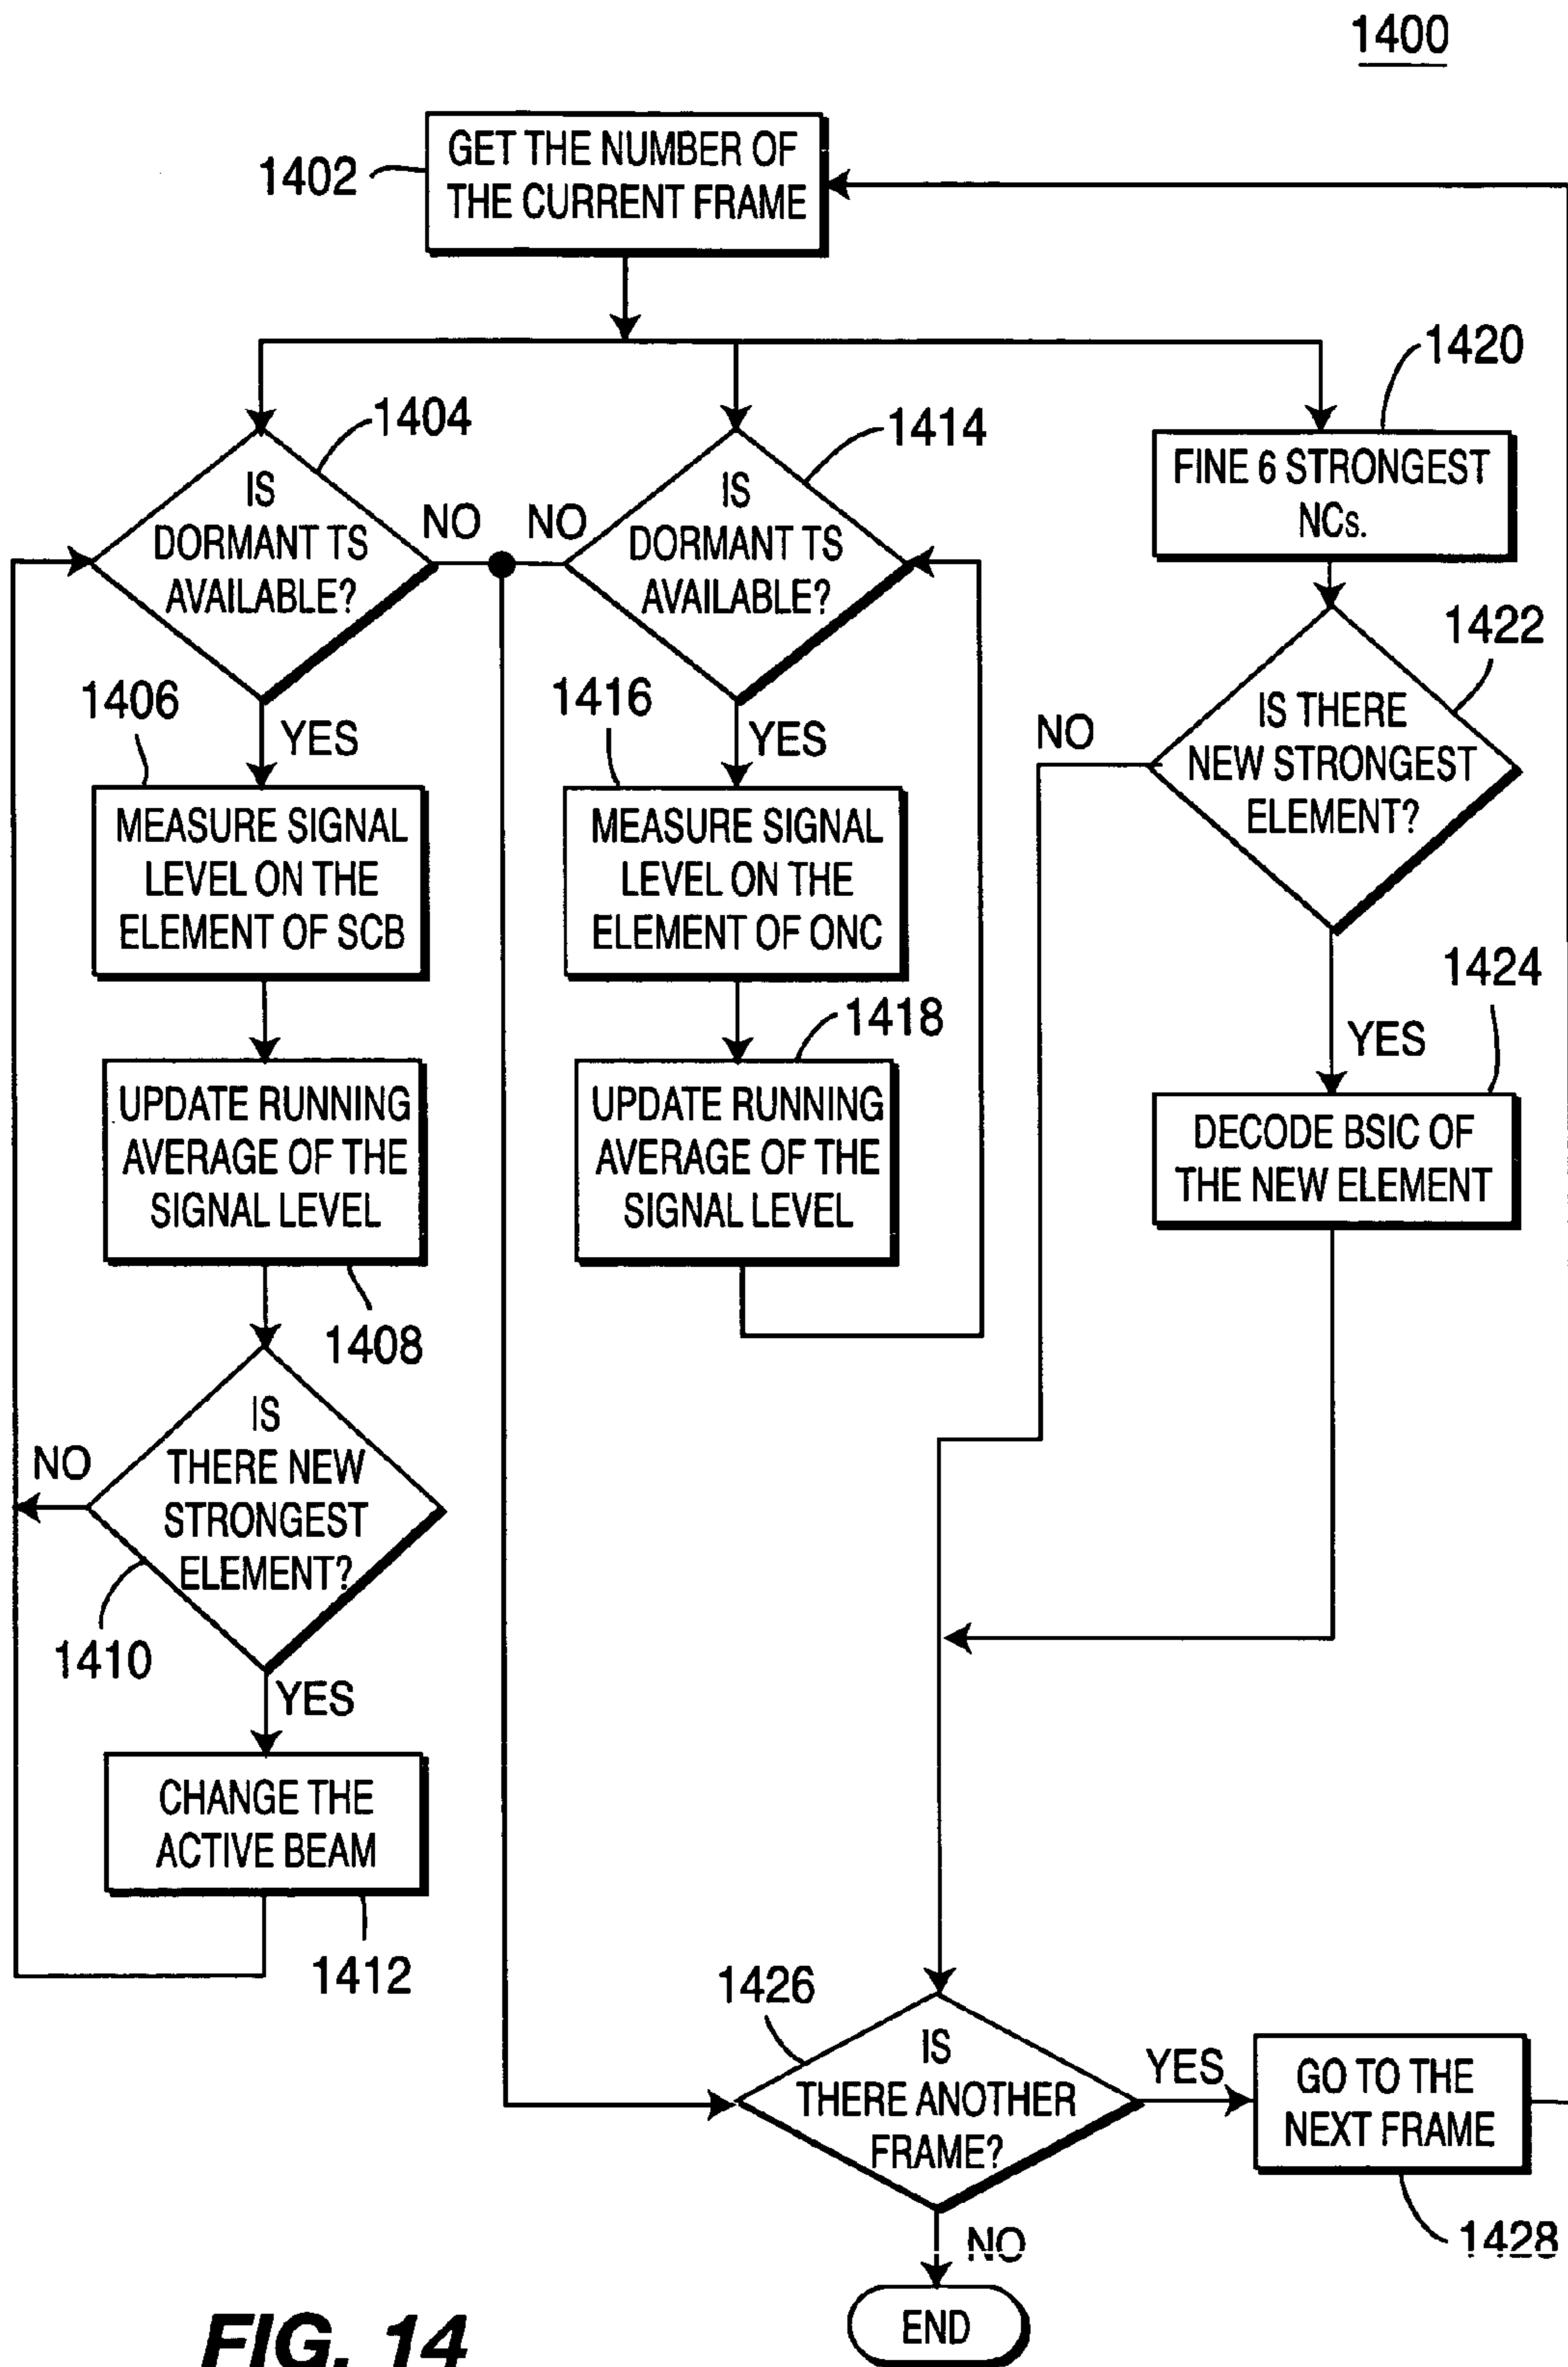 1400
GET THE NUMBER OF
THE CURRENT FRAME
1402
1404
IS
DORMANT TS
AVAILABLE?
NO
YES
1406
MEASURE SIGNAL
LEVEL ON THE
ELEMENT OF SCB
UPDATE RUNNING
AVERAGE OF THE
SIGNAL LEVEL
1408
IS
THERE NEW
STRONGEST
ELEMENT?
NO
1410
YES
CHANGE THE
ACTIVE BEAM
1412
1414
IS
DORMANT TS
AVAILABLE?
NO
YES
1416
MEASURE SIGNAL
LEVEL ON THE
ELEMENT OF ONC
1418
UPDATE RUNNING
AVERAGE OF THE
SIGNAL LEVEL
1420
FINE 6 STRONGEST
NCs.
1422
IS THERE
NEW STRONGEST
ELEMENT?
NO
YES
1424
DECODE BSIC OF
THE NEW ELEMENT
1426
IS
THERE ANOTHER
FRAME?
YES
GO TO THE
NEXT FRAME
1428
NO
END
FIG. 14